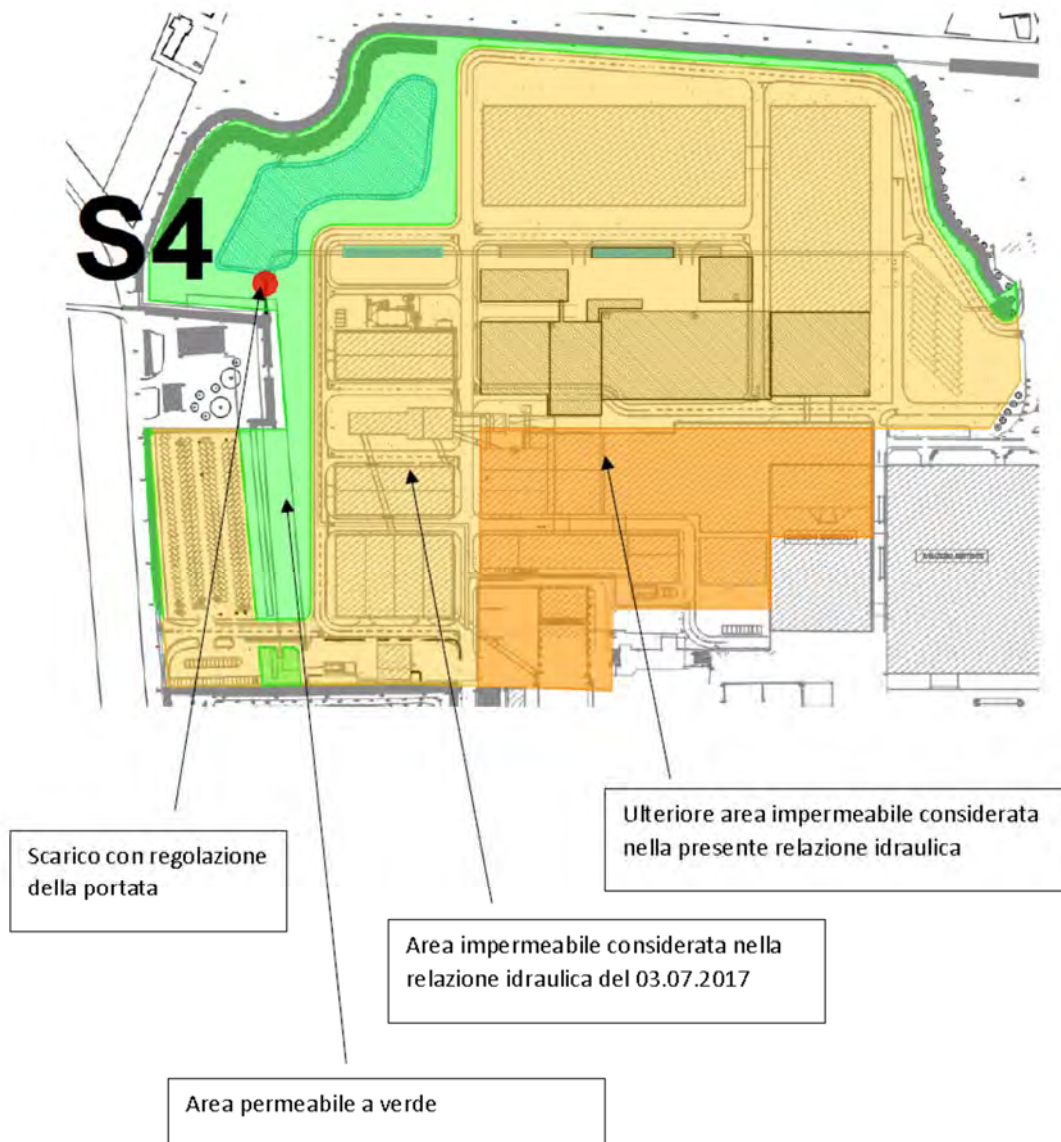 S4
Scarico con regolazione
della portata
Ulteriore area impermeabile considerata
nella presente relazione idraulica
Area impermeabile considerata nella
relazione idraulica del 03.07.2017
Area permeabile a verde